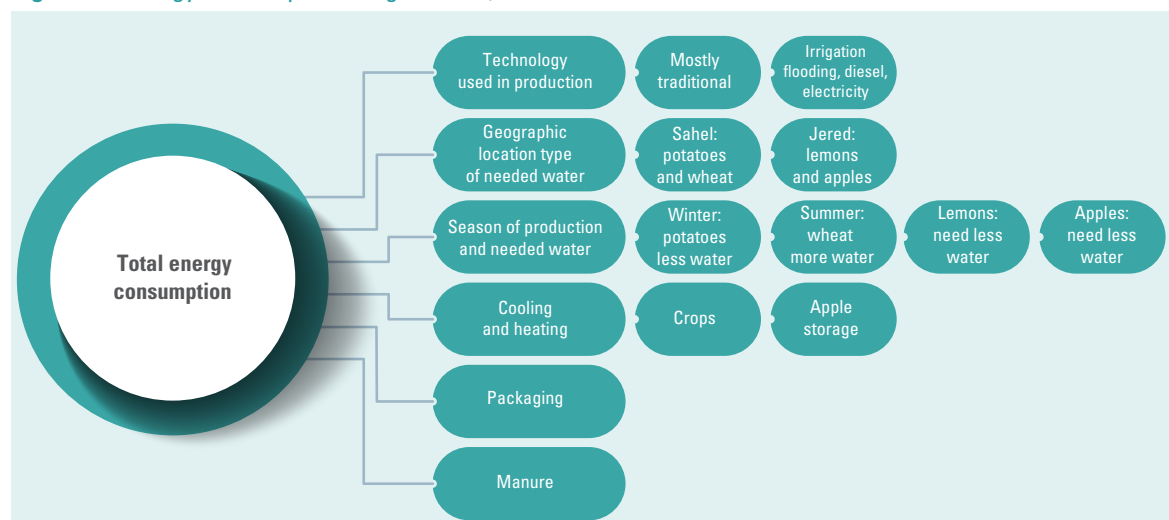 Total energy
consumption
Technology
used in production
Mostly
traditional
Irrigation
flooding, diesel,
electricity
Geographic
location type
of needed water
Sahel:
potatoes
and wheat
Jered:
lemons
and apples
Season of production
and needed water
Winter:
potatoes
less water
Summer:
wheat
more water
Lemons:
need less
water
Apples:
need less
water
Cooling
and heating
Crops
Apple
storage
Packaging
Manure